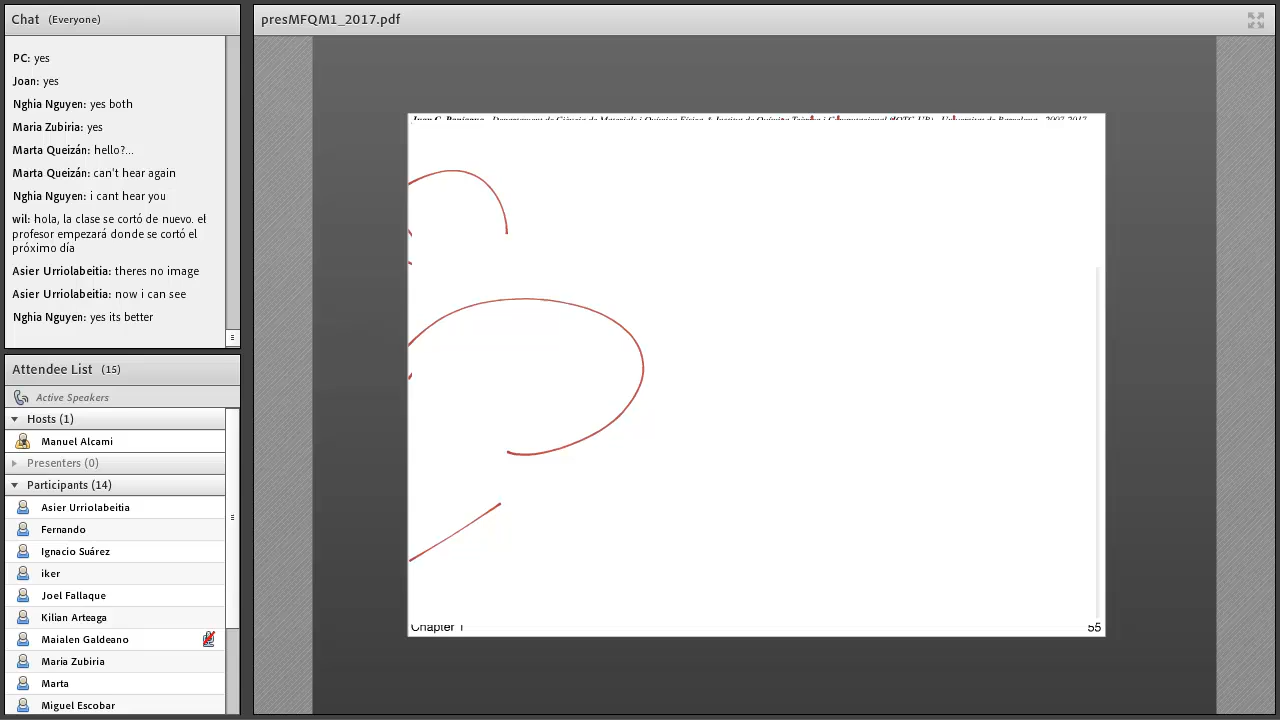 Chat (Everyone)
PC: yes
Joan: yes
Nghia Nguyen: yes both
Maria Zubiria: yes
Marta Queizán: hello?...
Marta Queizán: can't hear again
Nghia Nguyen: i cant hear you
wil: hola, la clase se cortó de nuevo. el
profesor empezará donde se cortó el
próximo día
Asier Urriolabeitia: theres no image
Asier Urriolabeitia: now i can see
Nghia Nguyen: yes its better
Attendee List (15)
Active Speakers
Hosts (1)
Manuel Alcami
Presenters (0)
Participants (14)
Asier Urriolabeitia
Fernando
Ignacio Suárez
iker
Joel Fallaque
Kilian Arteaga
Maialen Galdeano
Maria Zubiria
Marta
Miguel Escobar
presMFQM1_2017.pdf
Chapter 1
55